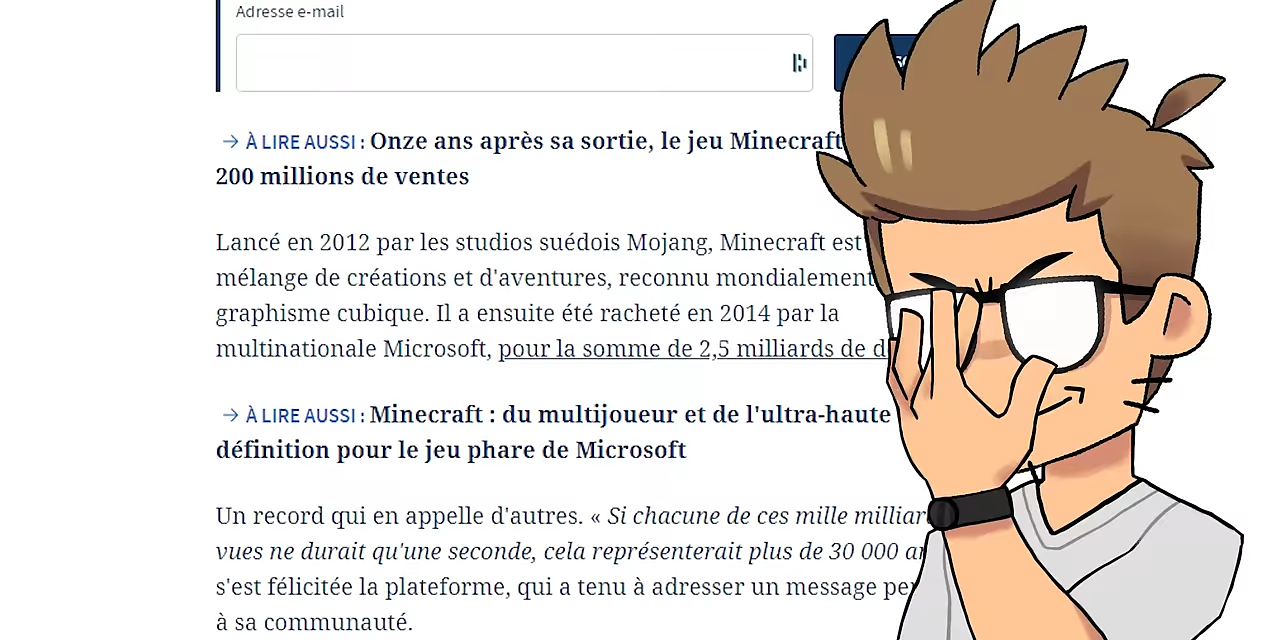 Adresse e-mail
→ À LIRE AUSSI : Onze ans après sa sortie, le jeu Minecraft
200 millions de ventes
Lancé en 2012 par les studios suédois Mojang, Minecraft est
mélange de créations et d'aventures, reconnu mondialement
graphisme cubique. Il a ensuite été racheté en 2014 par la
multinationale Microsoft, pour la somme de 2,5 milliards de
→ À LIRE AUSSI : Minecraft : du multijoueur et de l'ultra-haute
définition pour le jeu phare de Microsoft
Un record qui en appelle d'autres. « Si chacune de ces mille
vues ne durait qu'une seconde, cela représenterait plus de 30 000
s'est félicitée la plateforme, qui a tenu à adresser un message
à sa communauté.